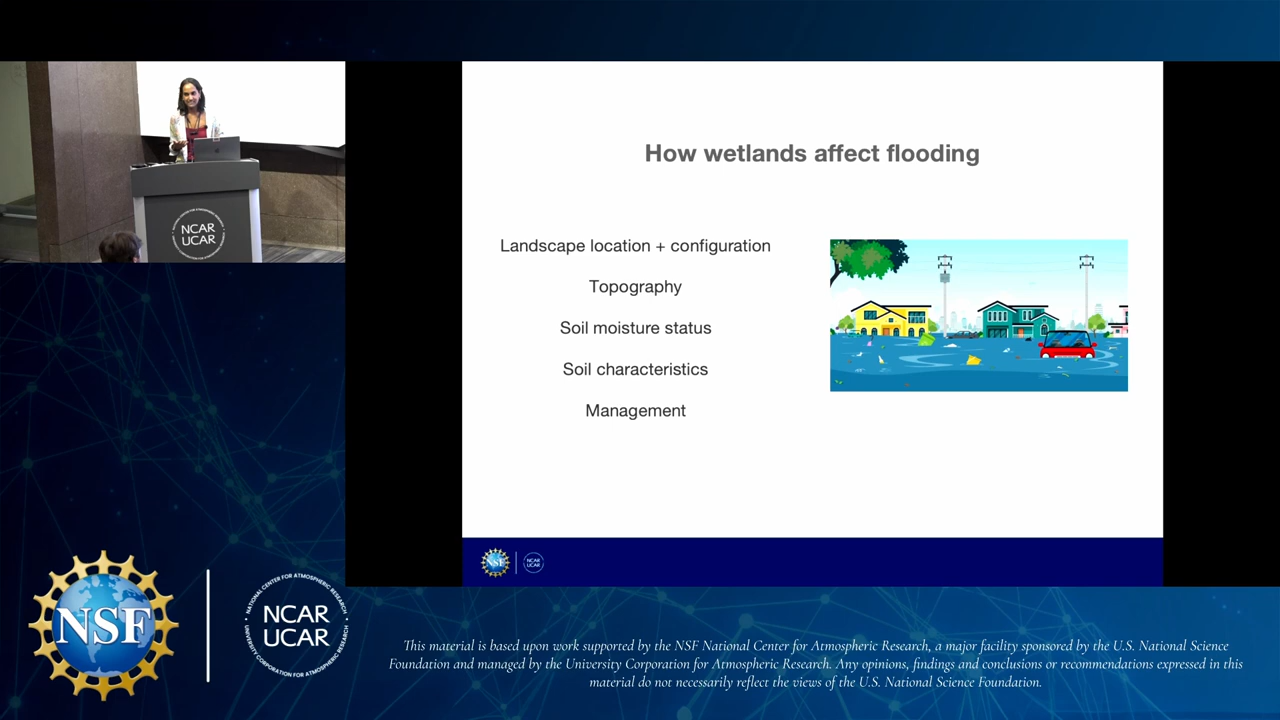 How wetlands affect flooding
Landscape location + configuration
Topography
Soil moisture status
Soil characteristics
Management
NCAR
UCAR
NSF
NATIONAL CENTER FOR ATMOSPHERIC RESEARCH
NCAR
UCAR
UNIVERSITY CORPORATION FOR ATMOSPHERIC RESEARCH
NSF
NCAR
UCAR
This material is based upon work supported by the NSF National Center for Atmospheric Research, a major facility sponsored by the U.S. National Science
Foundation and managed by the University Corporation for Atmospheric Research. Any opinions, findings and conclusions or recommendations expressed in this
material do not necessarily reflect the views of the U.S. National Science Foundation.